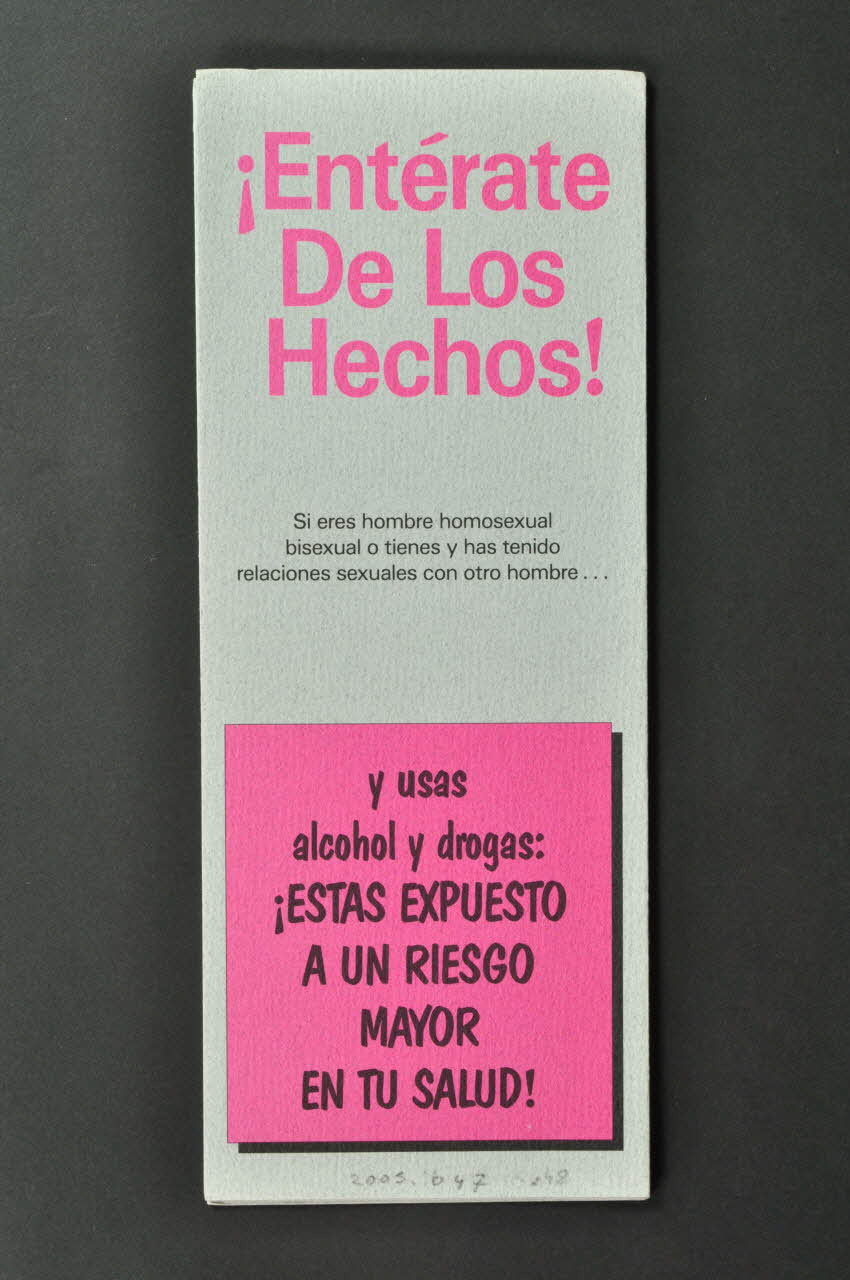 ¡Entérate
De Los
Hechos!
Si eres hombre homosexual
bisexual o tienes y has tenido
relaciones sexuales con otro hombre...
y usas
alcohol y drogas:
¡ESTAS EXPUESTO
A UN RIESGO
MAYOR
EN TU SALUD!
2005.